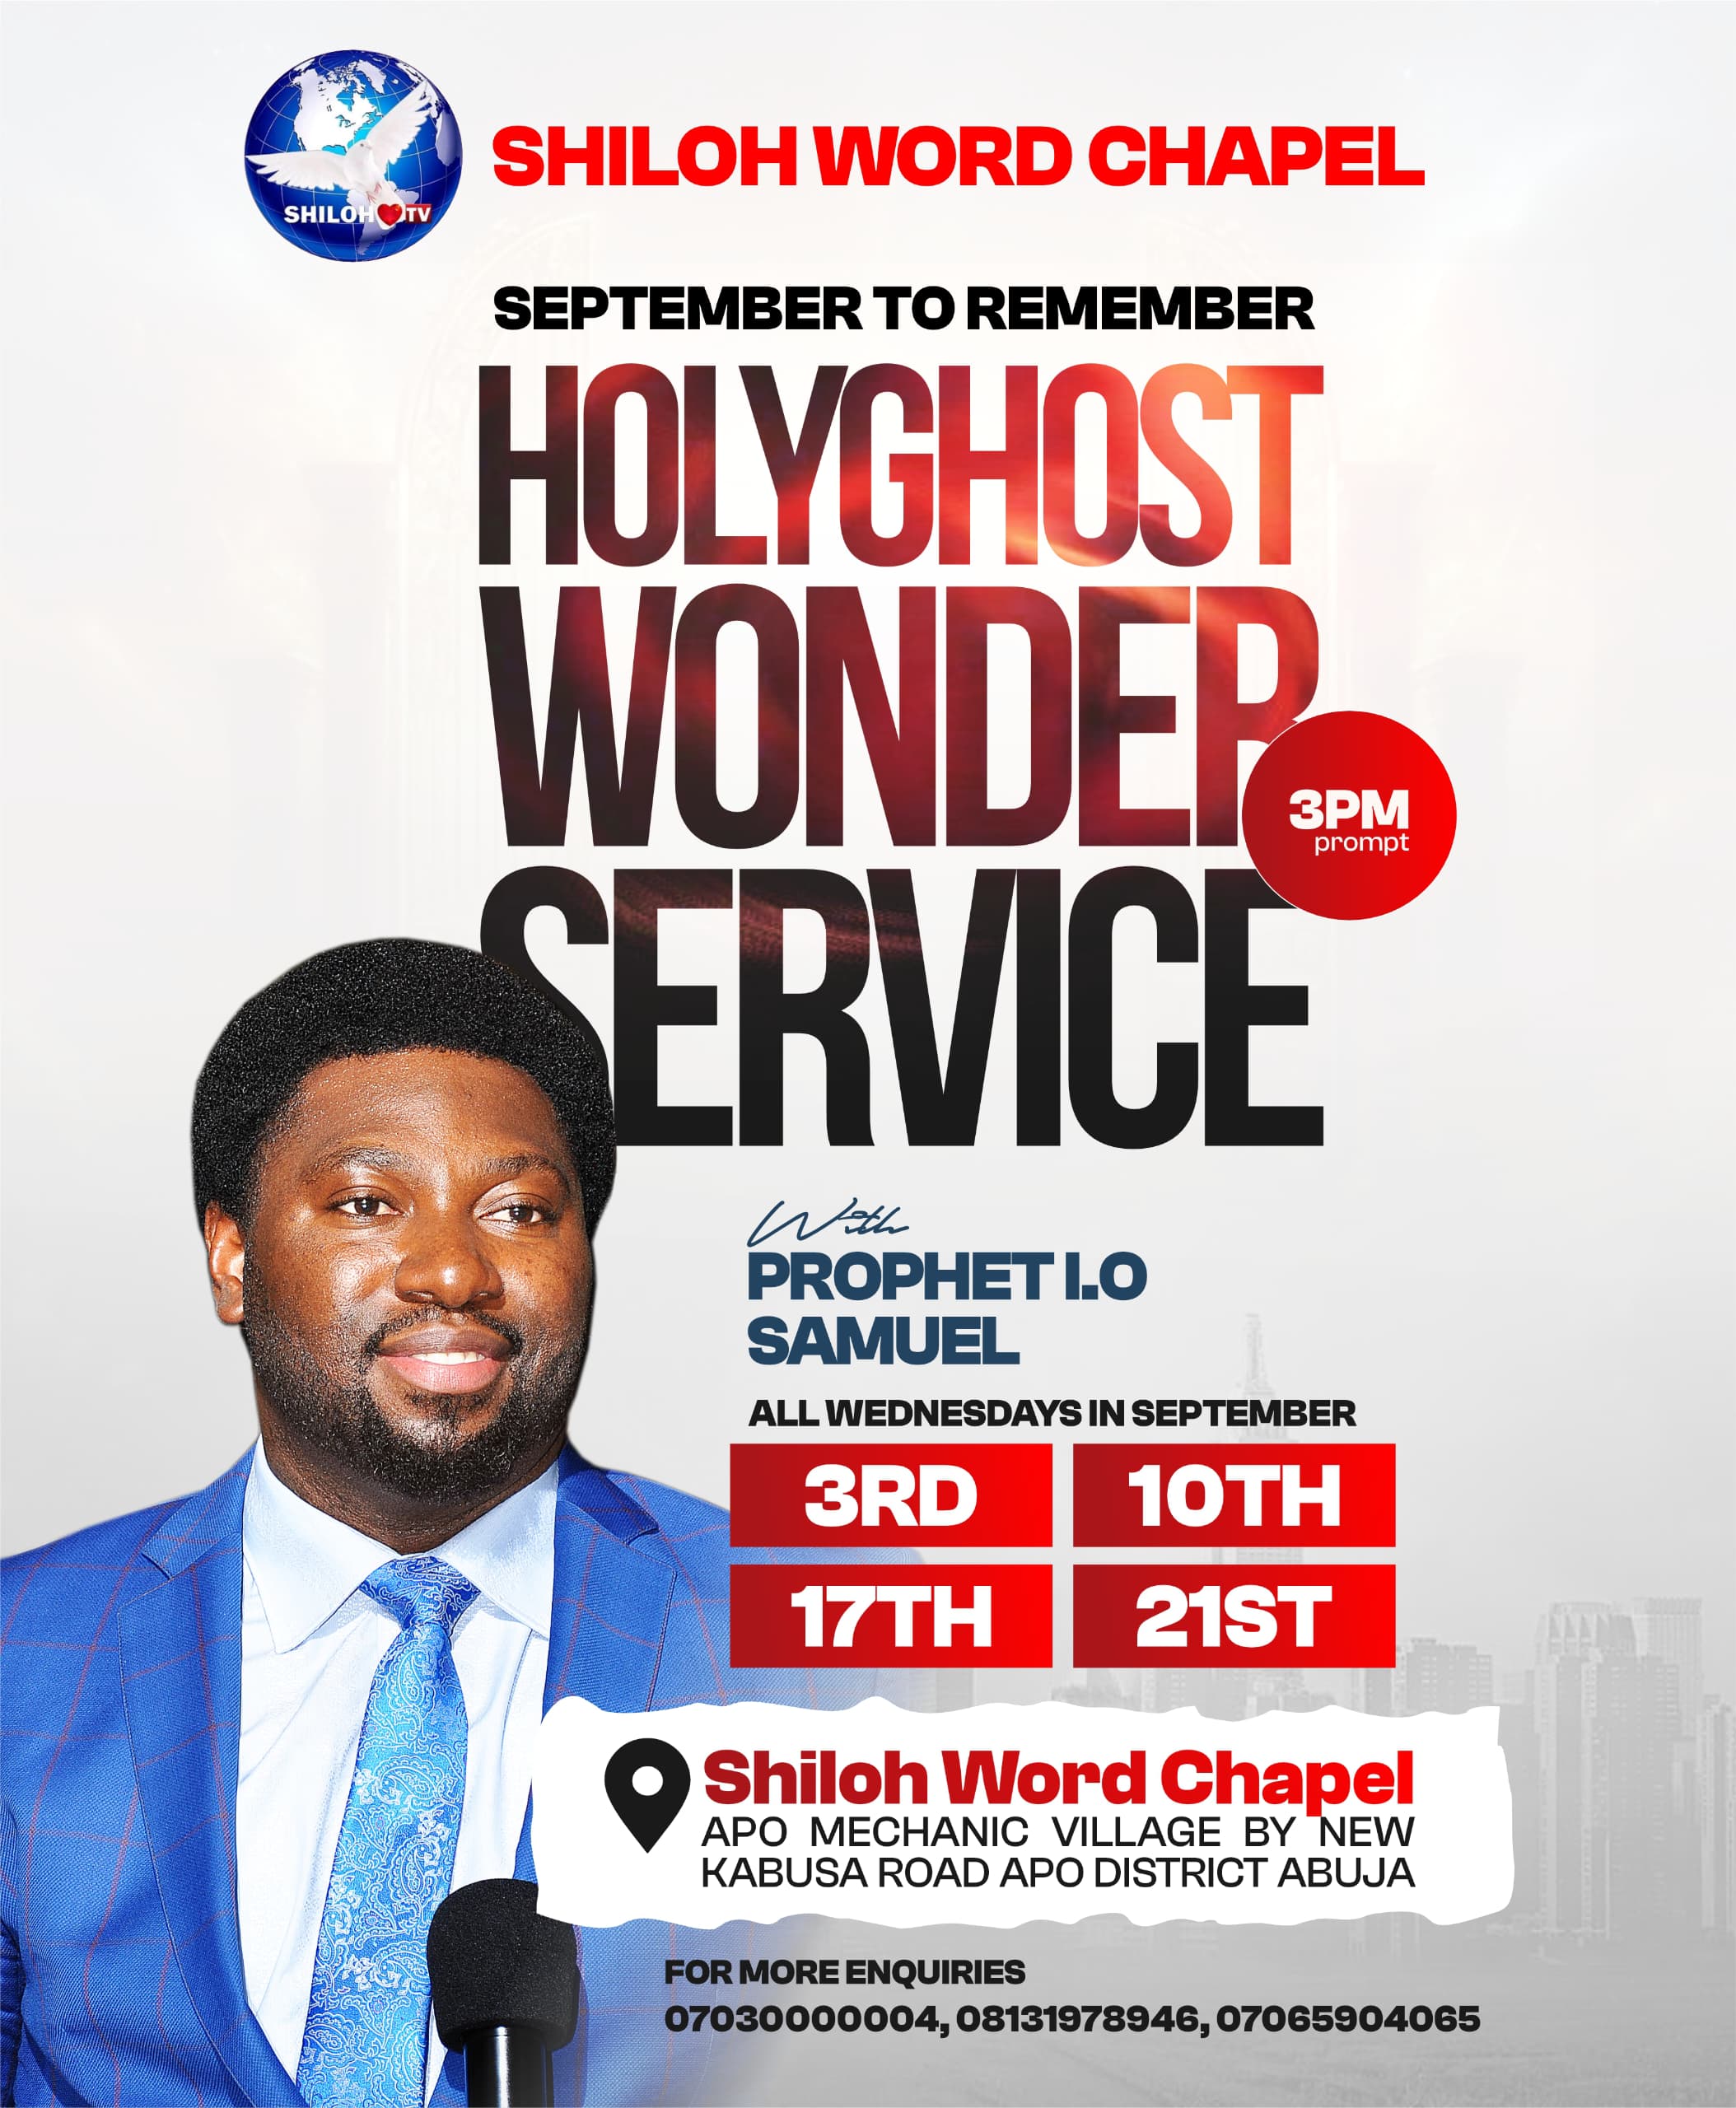 SHILOH TV
SHILOH WORD CHAPEL
SEPTEMBER TO REMEMBER
HOLYGHOST
WONDER
SERVICE
3PM
prompt
With
PROPHET I.O
SAMUEL
ALL WEDNESDAYS IN SEPTEMBER
3RD
10TH
17TH
21ST
Shiloh Word Chapel
APO MECHANIC VILLAGE BY NEW
KABUSA ROAD APO DISTRICT ABUJA
FOR MORE ENQUIRIES
07030000004, 08131978946, 07065904065